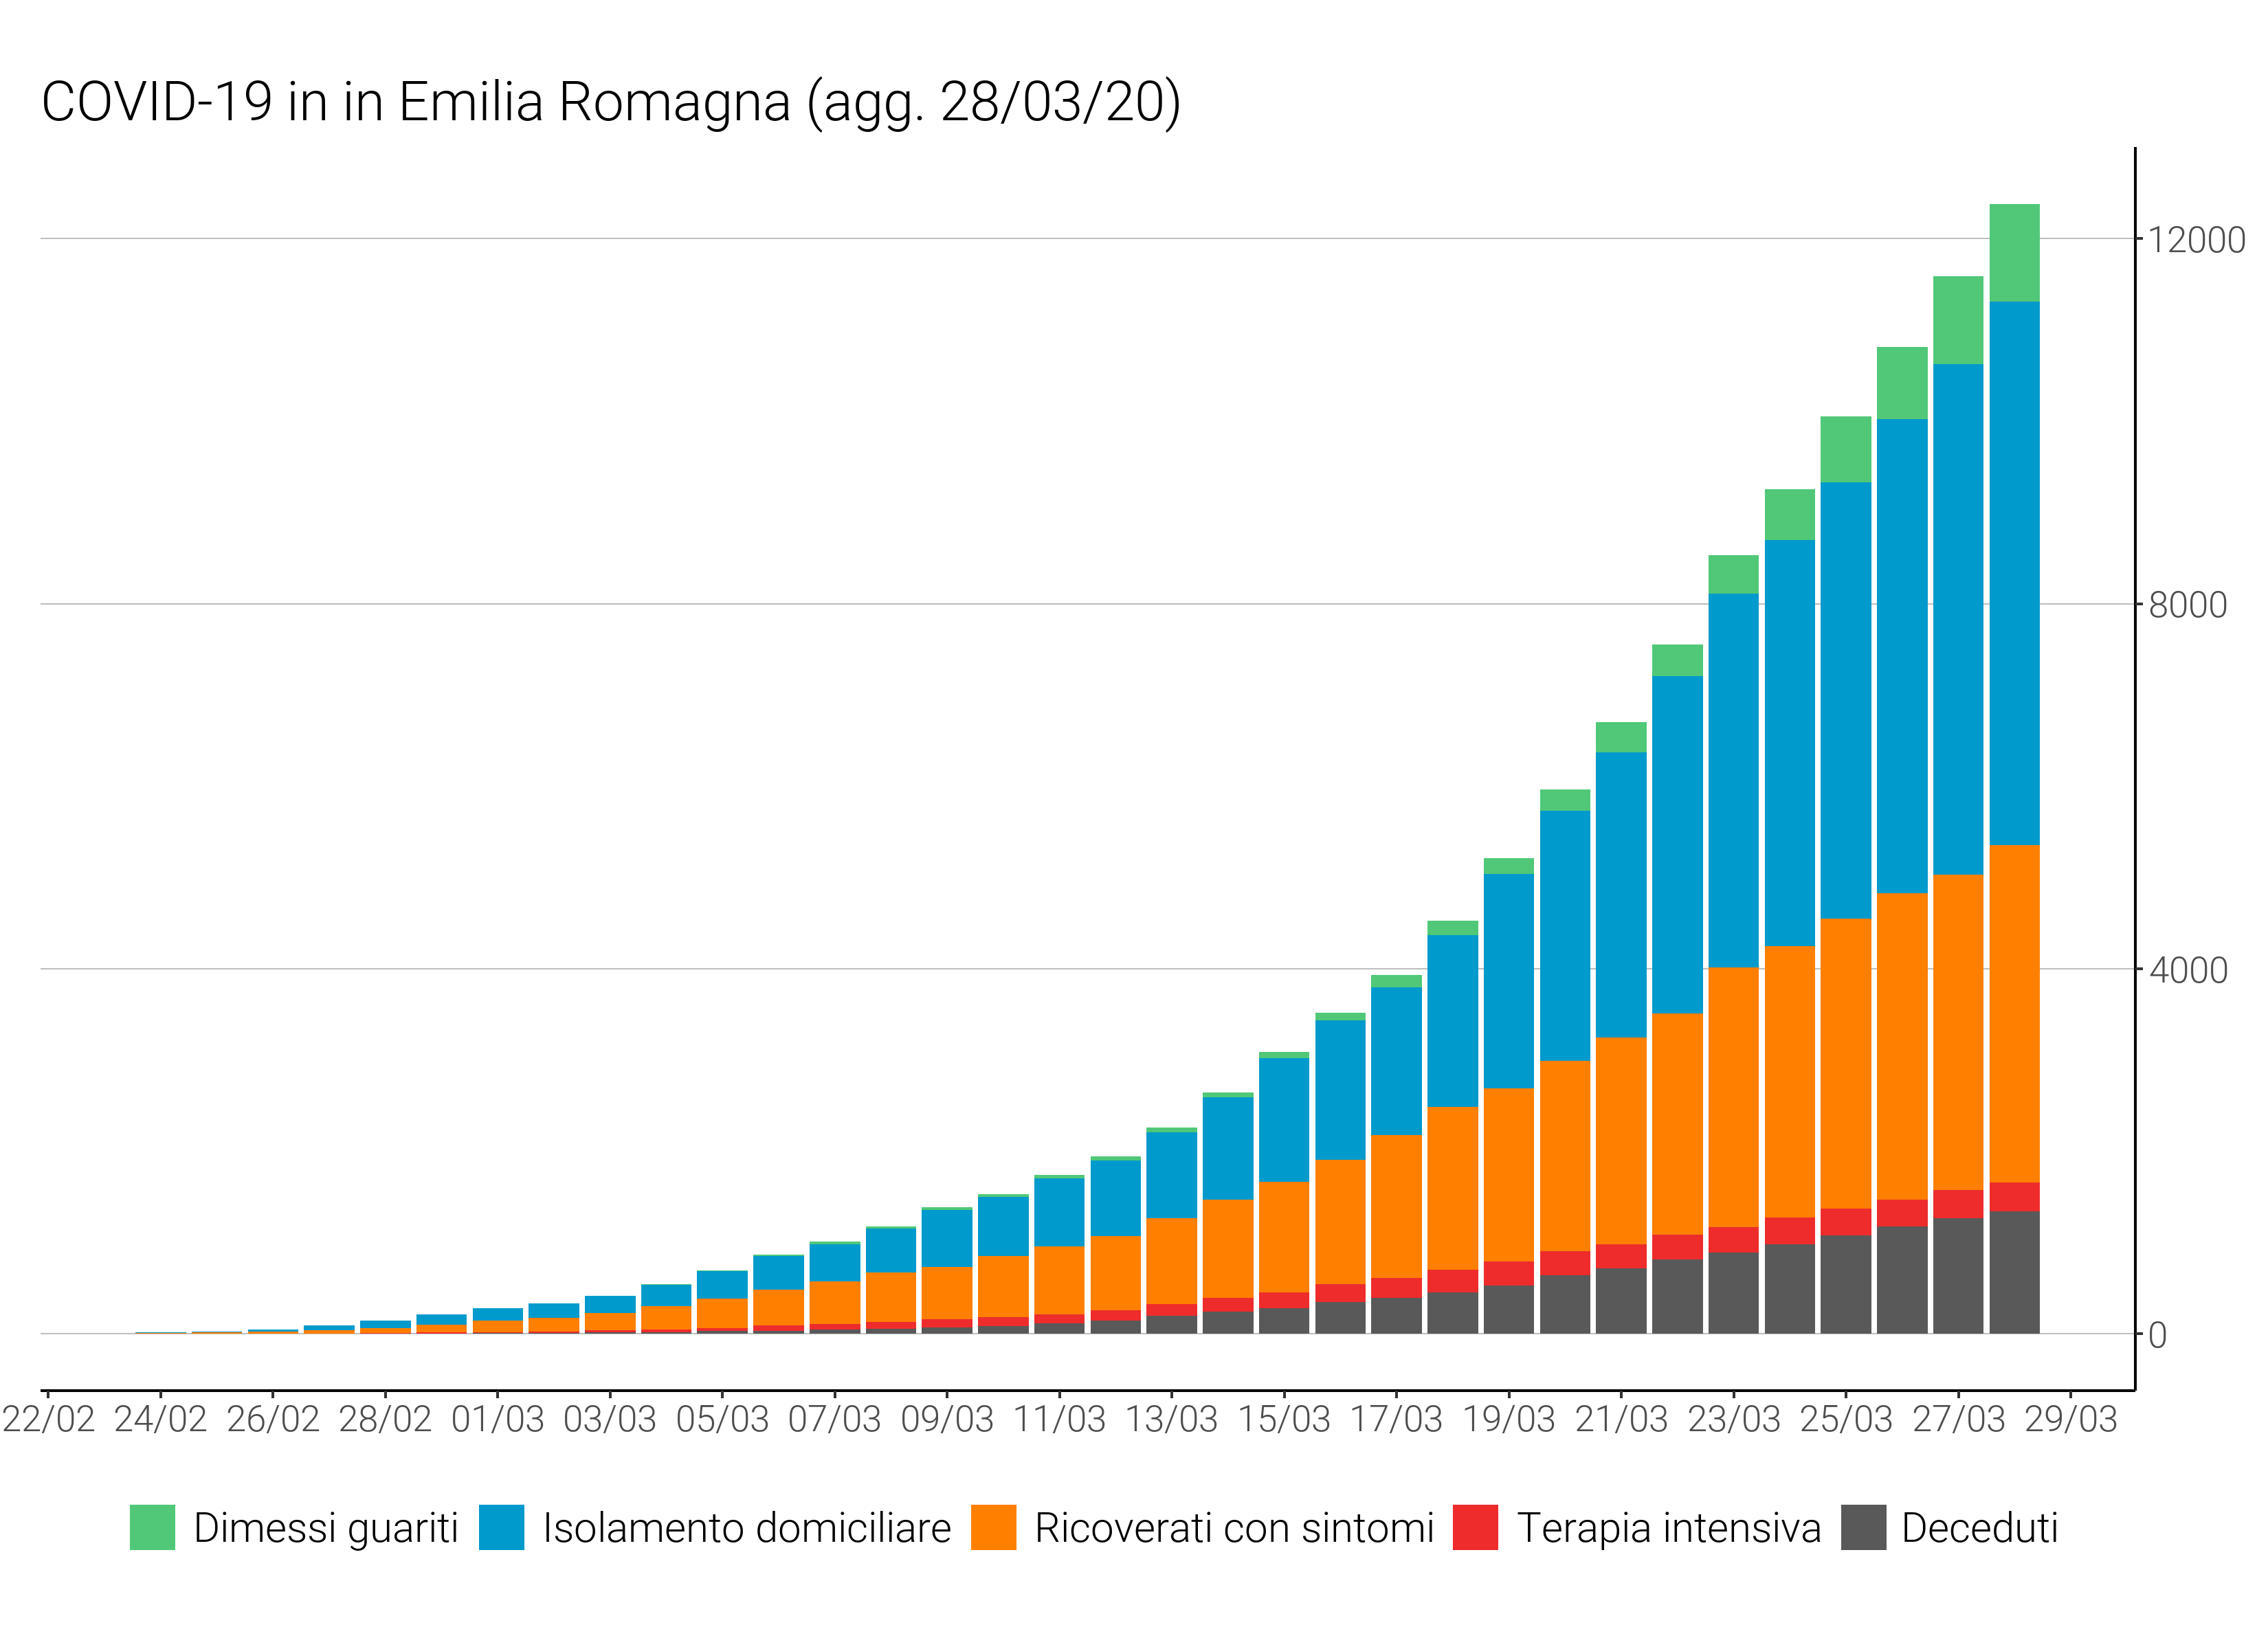 COVID-19 in in Emilia Romagna (agg. 28/03/20)
12000
8000
4000
0
22/02 24/02 26/02 28/02 01/03 03/03 05/03 07/03 09/03 11/03 13/03 15/03 17/03 19/03 21/03 23/03 25/03 27/03 29/03
Dimessi guariti Isolamento domiciliare Ricoverati con sintomi Terapia intensiva Deceduti